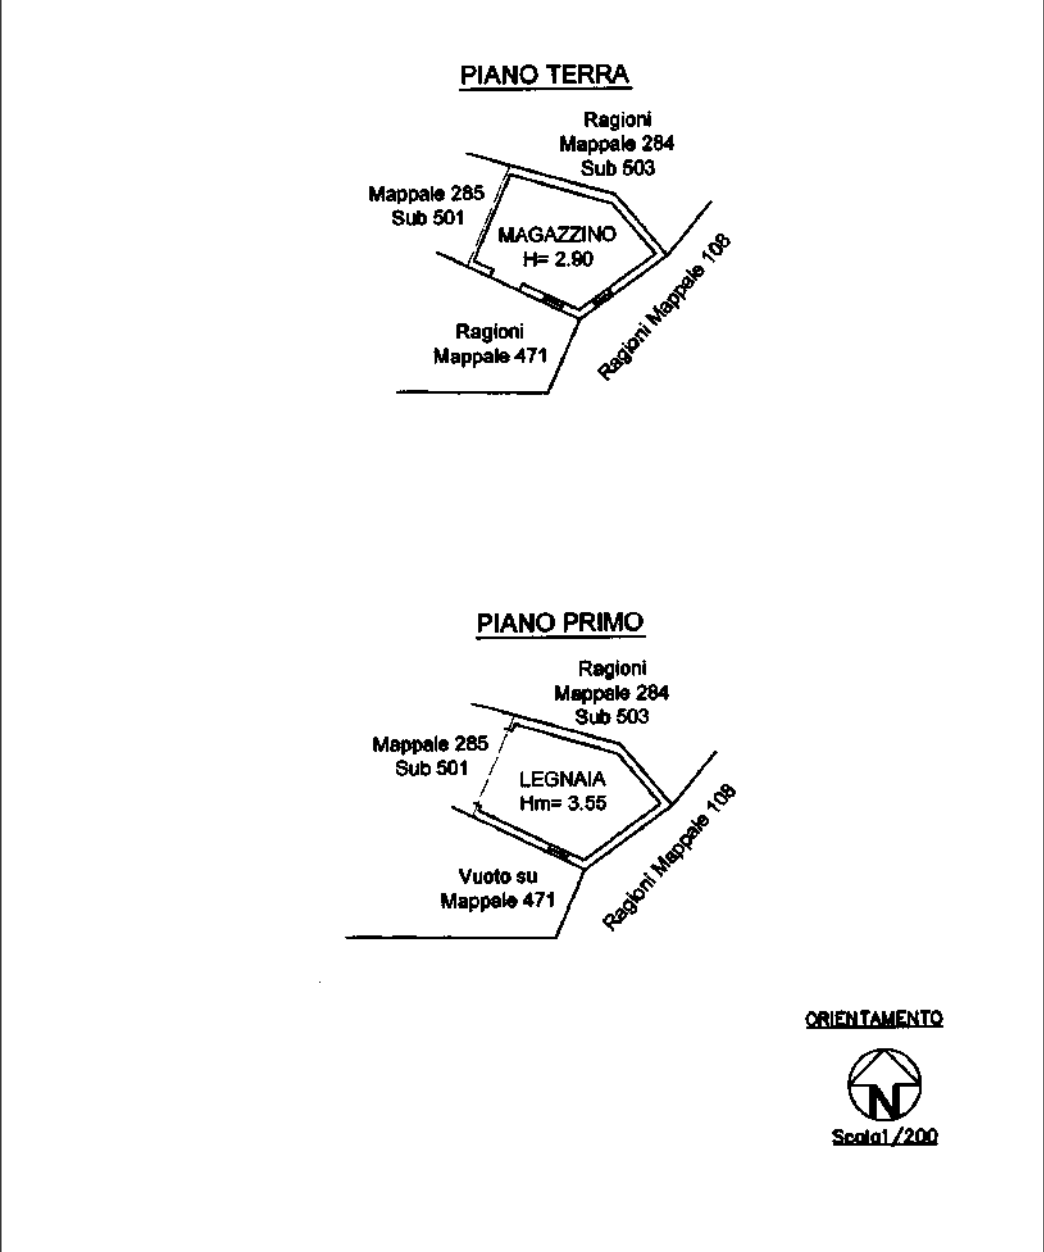 PIANO TERRA
Ragioni
Mappale 284
Sub 503
Mappale 285
Sub 501
MAGAZZINO
H= 2.90
Ragioni Mappale 108
Ragioni
Mappale 471
PIANO PRIMO
Ragioni
Mappale 284
Sub 503
Mappale 285
Sub 501
LEGNAIA
Hm= 3.55
Ragioni Mappale 108
Vuoto su
Mappale 471
ORIENTAMENTO
N
Scala1/200